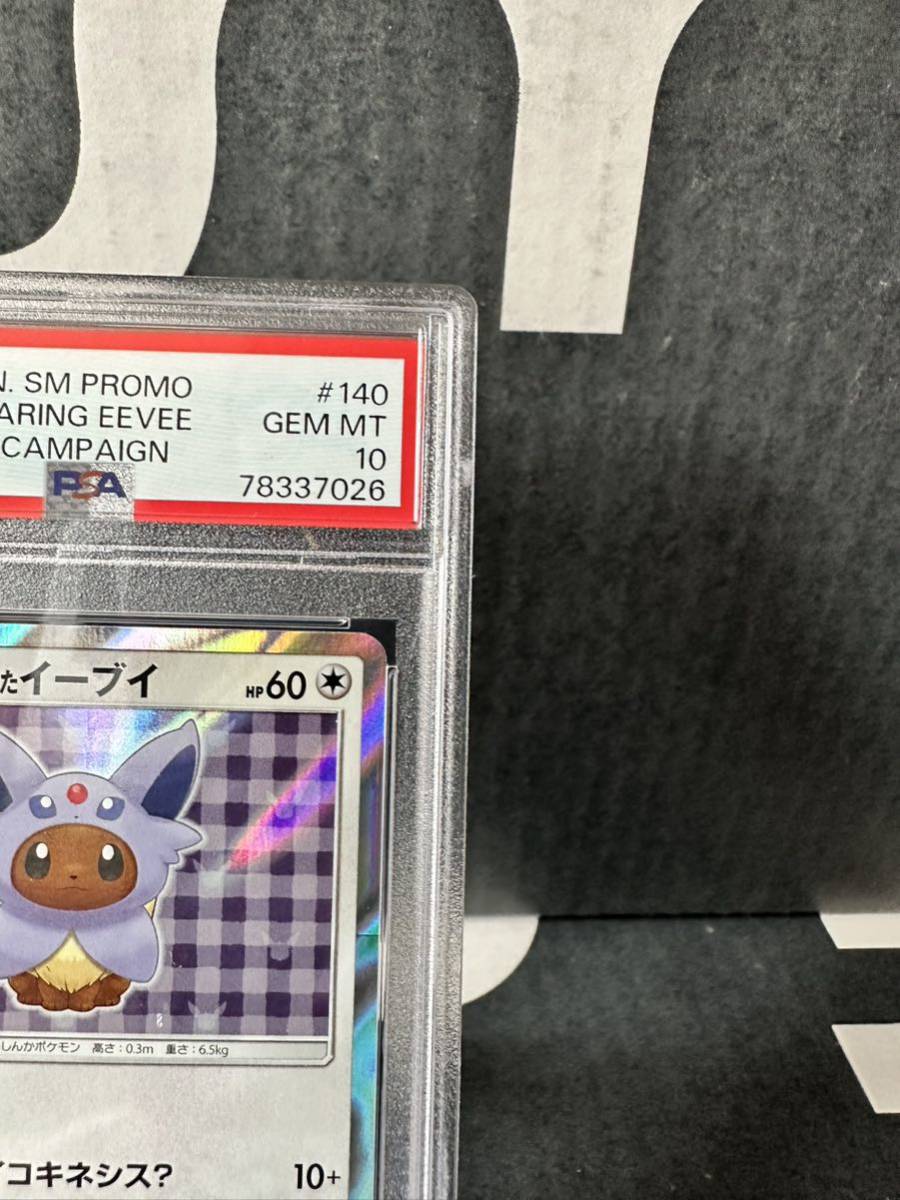 N. SM PROMO #140
ARING EEVEE GEM MT
CAMPAIGN 10
PSA 78337026
たイーブイ HP60
しんかポケモン 高さ:0.3m 重さ:6.5kg
イコキネシス? 10+